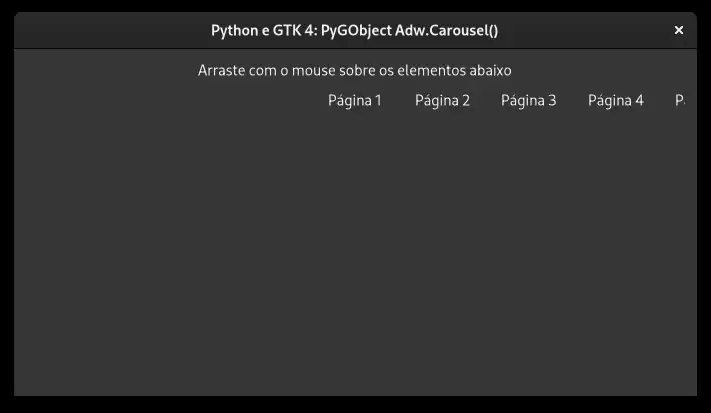 Python e GTK 4: PyGObject Adw.Carousel()
Arraste com o mouse sobre os elementos abaixo
Página 1 Página 2 Página 3 Página 4